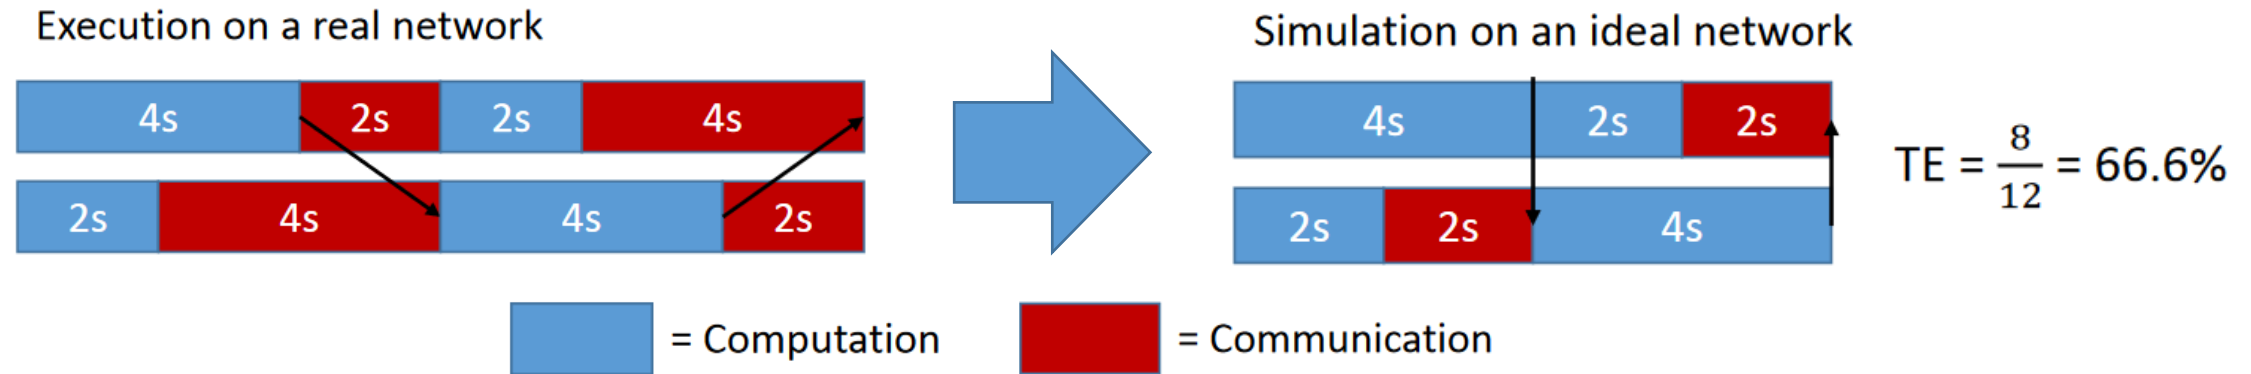 Execution on a real network
Simulation on an ideal network
4s 2s 2s 4s
2s 4s 4s 2s
4s 2s 2s
2s 2s 4s
TE = 8/12 = 66.6%
= Computation
= Communication